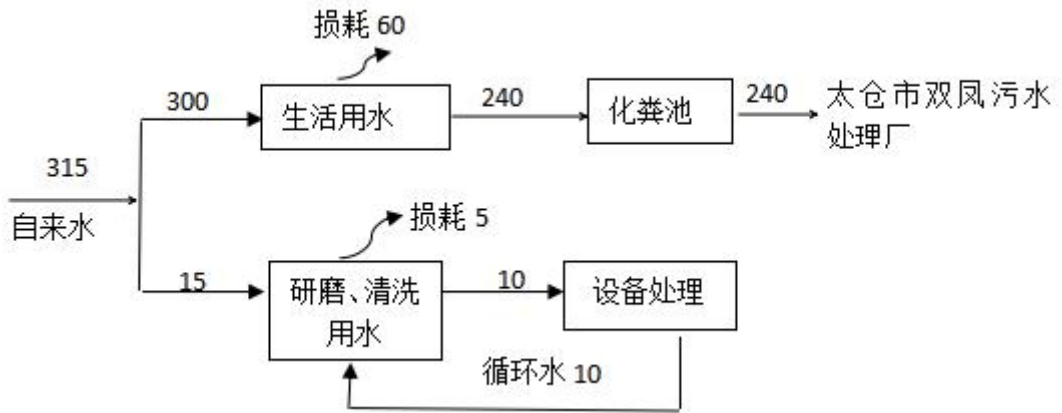 损耗 60
300
生活用水
240
化粪池
240
太仓市双凤污水
处理厂
315
自来水
损耗 5
15
研磨、清洗
用水
10
设备处理
循环水 10